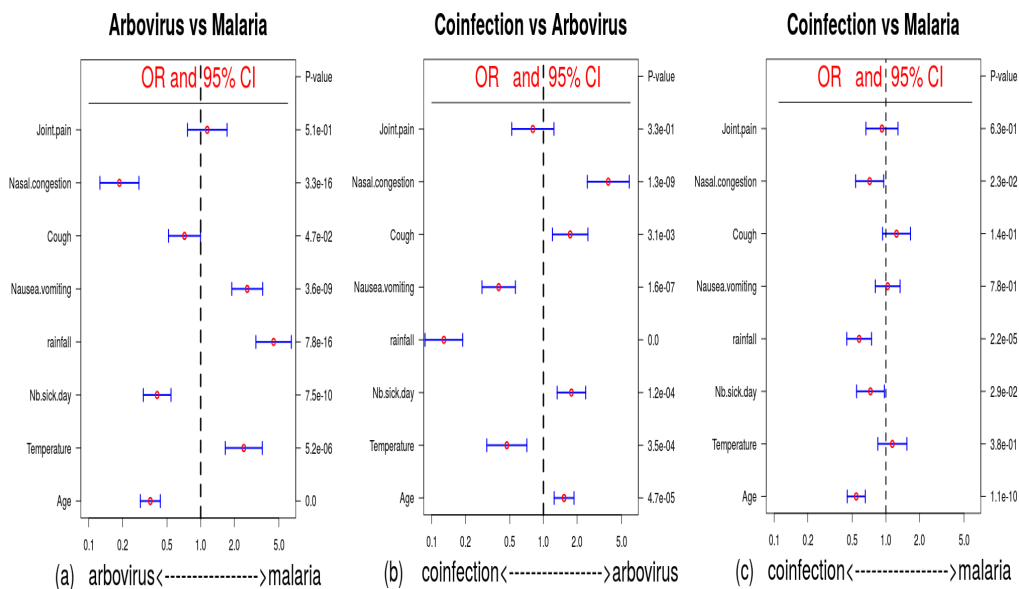 Arbovirus vs Malaria
OR and 95% CI
P-value
Joint.pain
5.1e-01
Nasal.congestion
3.3e-16
Cough
4.7e-02
Nausea.vomiting
3.6e-09
rainfall
7.8e-16
Nb.sick.day
7.5e-10
Temperature
5.2e-06
Age
0.0
0.1 0.2 0.5 1.0 2.0 5.0
(a) arbovirus<-------------->malaria
Coinfection vs Arbovirus
OR and 95% CI
P-value
Joint.pain
3.3e-01
Nasal.congestion
1.3e-09
Cough
3.1e-03
Nausea.vomiting
1.6e-07
rainfall
0.0
Nb.sick.day
1.2e-04
Temperature
3.5e-04
Age
4.7e-05
0.1 0.2 0.5 1.0 2.0 5.0
(b) coinfection<-------------->arbovirus
Coinfection vs Malaria
OR and 95% CI
P-value
Joint.pain
6.3e-01
Nasal.congestion
2.3e-02
Cough
1.4e-01
Nausea.vomiting
7.8e-01
rainfall
2.2e-05
Nb.sick.day
2.9e-02
Temperature
3.8e-01
Age
1.1e-10
0.1 0.2 0.5 1.0 2.0 5.0
(c) coinfection<-------------->malaria